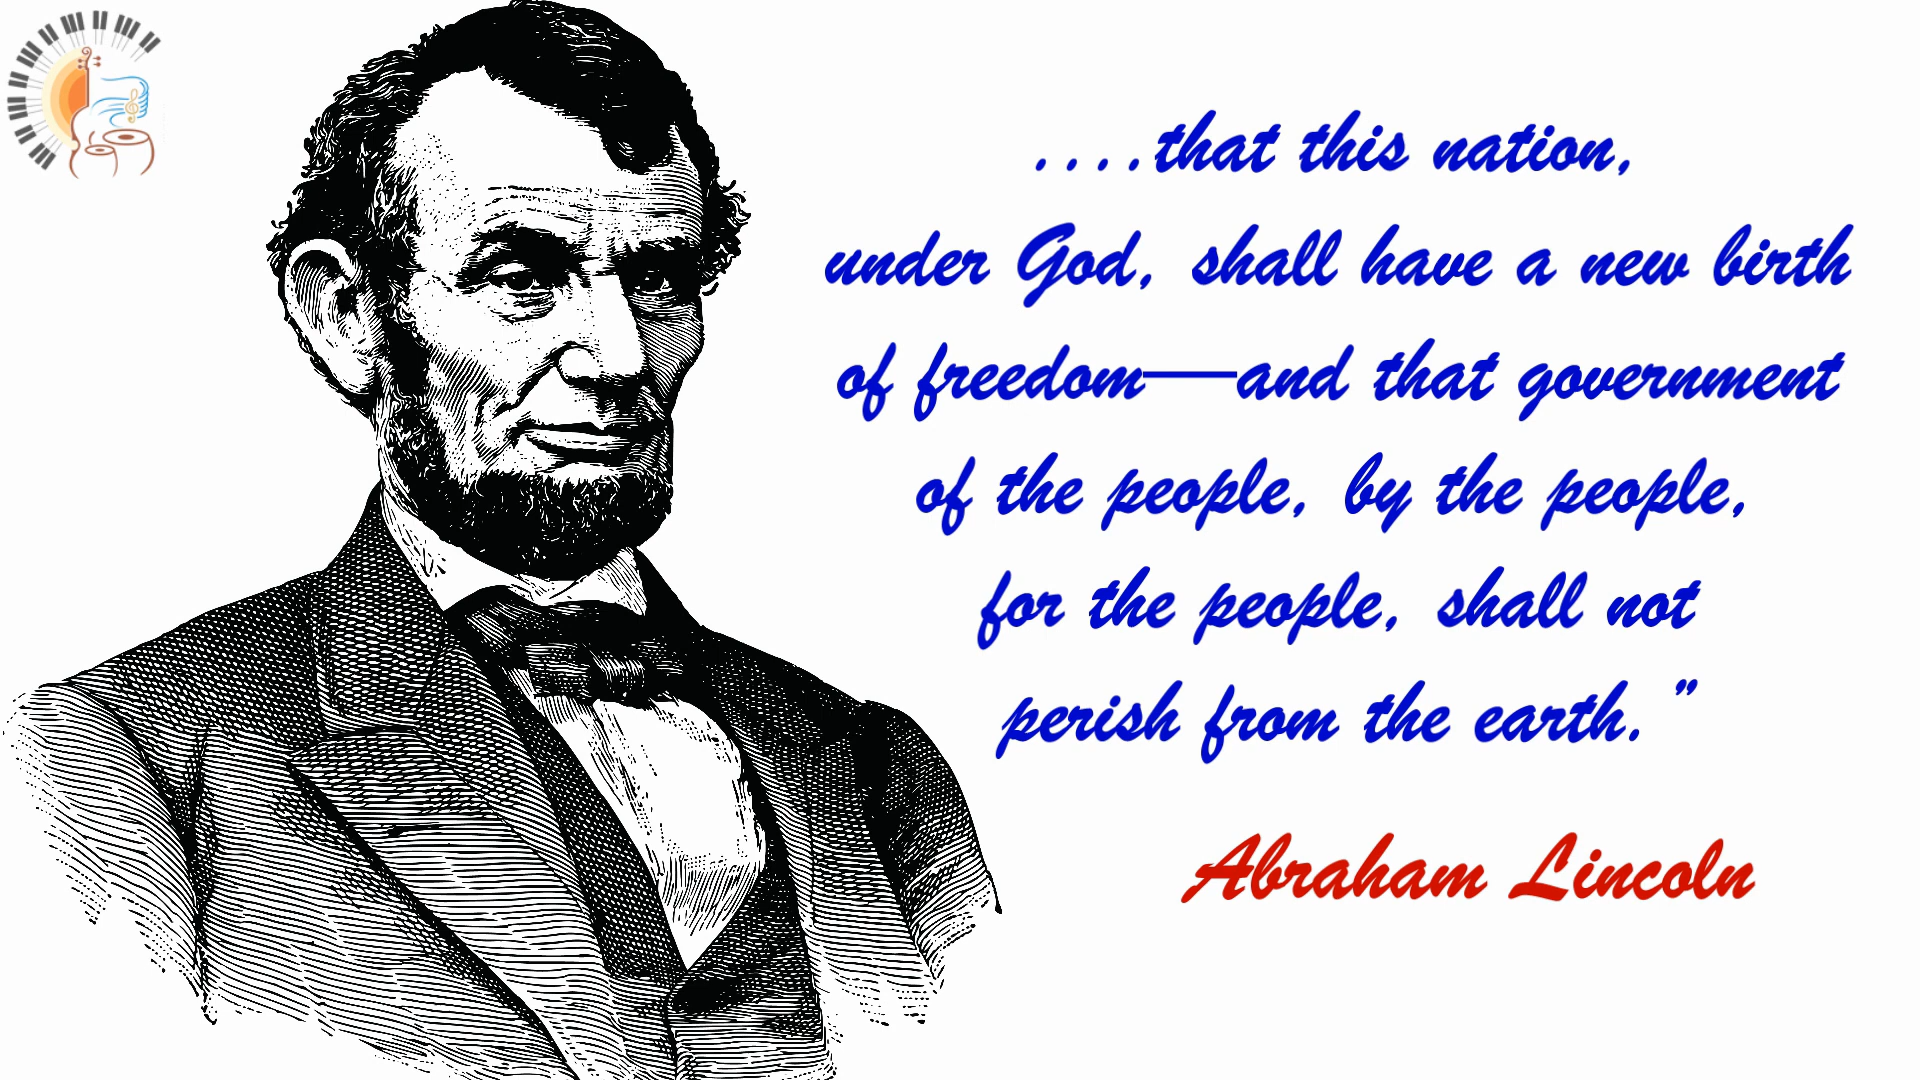 ....that this nation,
under God, shall have a new birth
of freedom—and that government
of the people, by the people,
for the people, shall not
perish from the earth.”
Abraham Lincoln